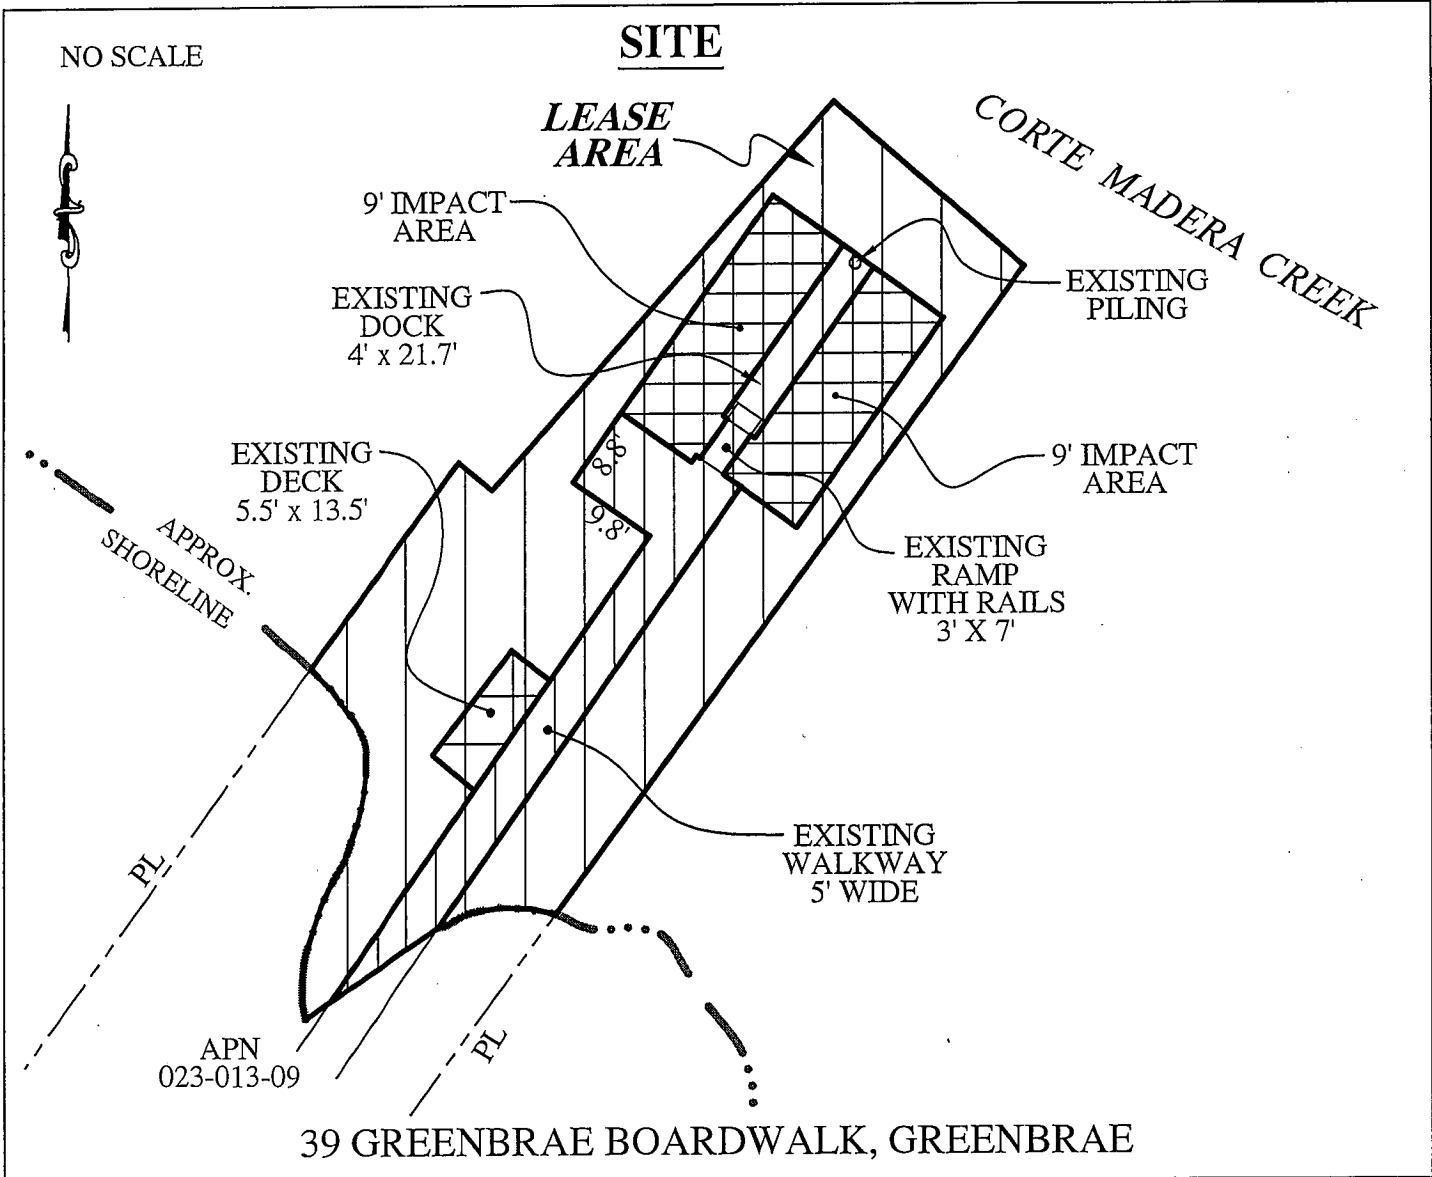 SITE
NO SCALE
LEASE
AREA
CORTE MADERA CREEK
9' IMPACT
AREA
EXISTING
DOCK
4' x 21.7'
EXISTING
PILING
EXISTING
DECK
5.5' x 13.5'
8.8'
9.8'
9' IMPACT
AREA
APPROX.
SHORELINE
EXISTING
RAMP
WITH RAILS
3' X 7'
EXISTING
WALKWAY
5' WIDE
PL
PL
APN
023-013-09
39 GREENBRAE BOARDWALK, GREENBRAE